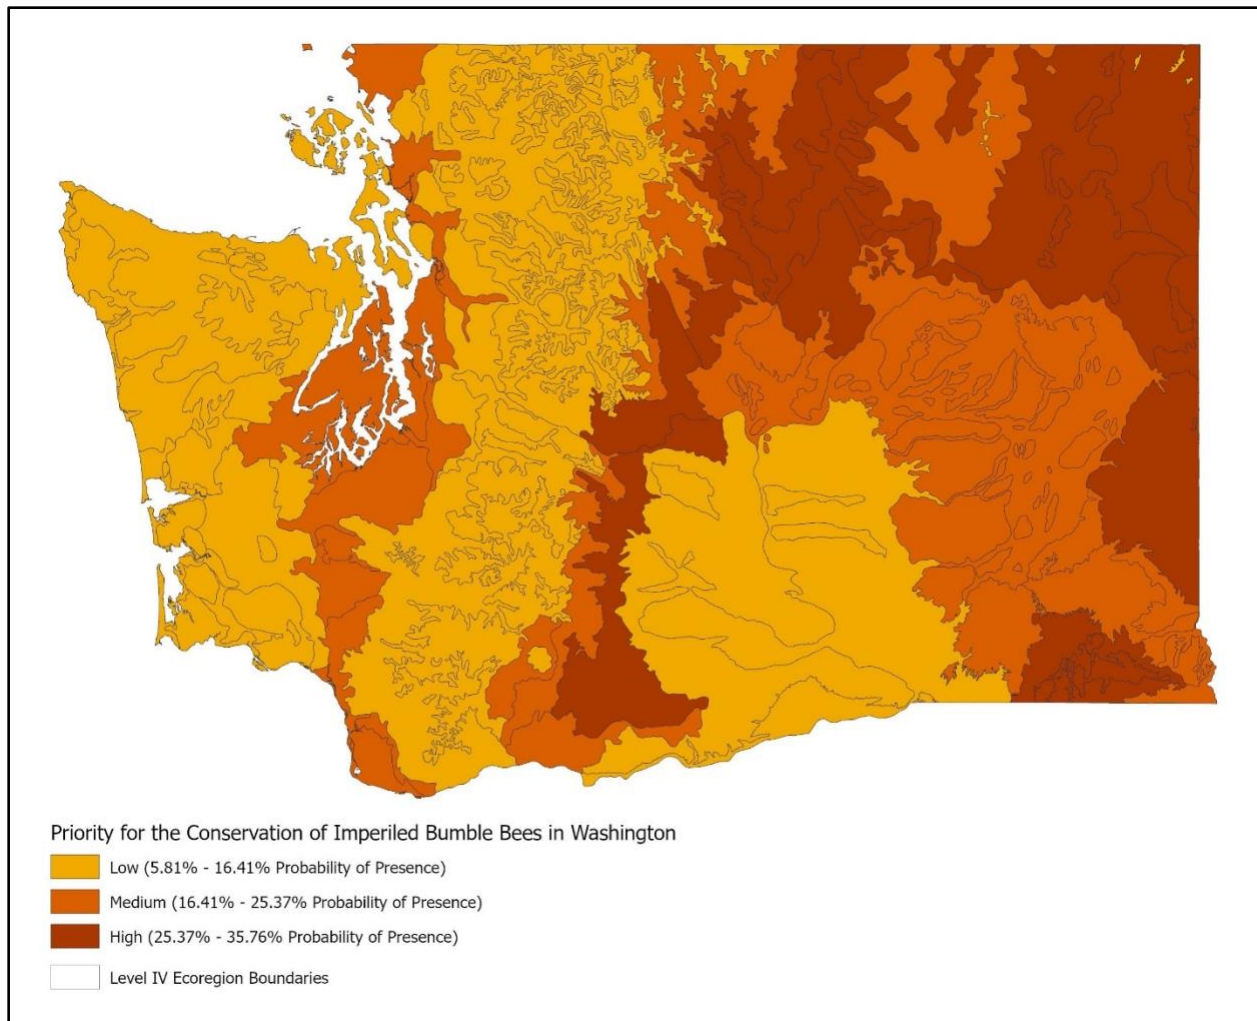 Priority for the Conservation of Imperiled Bumble Bees in Washington
Low (5.81% - 16.41% Probability of Presence)
Medium (16.41% - 25.37% Probability of Presence)
High (25.37% - 35.76% Probability of Presence)
Level IV Ecoregion Boundaries